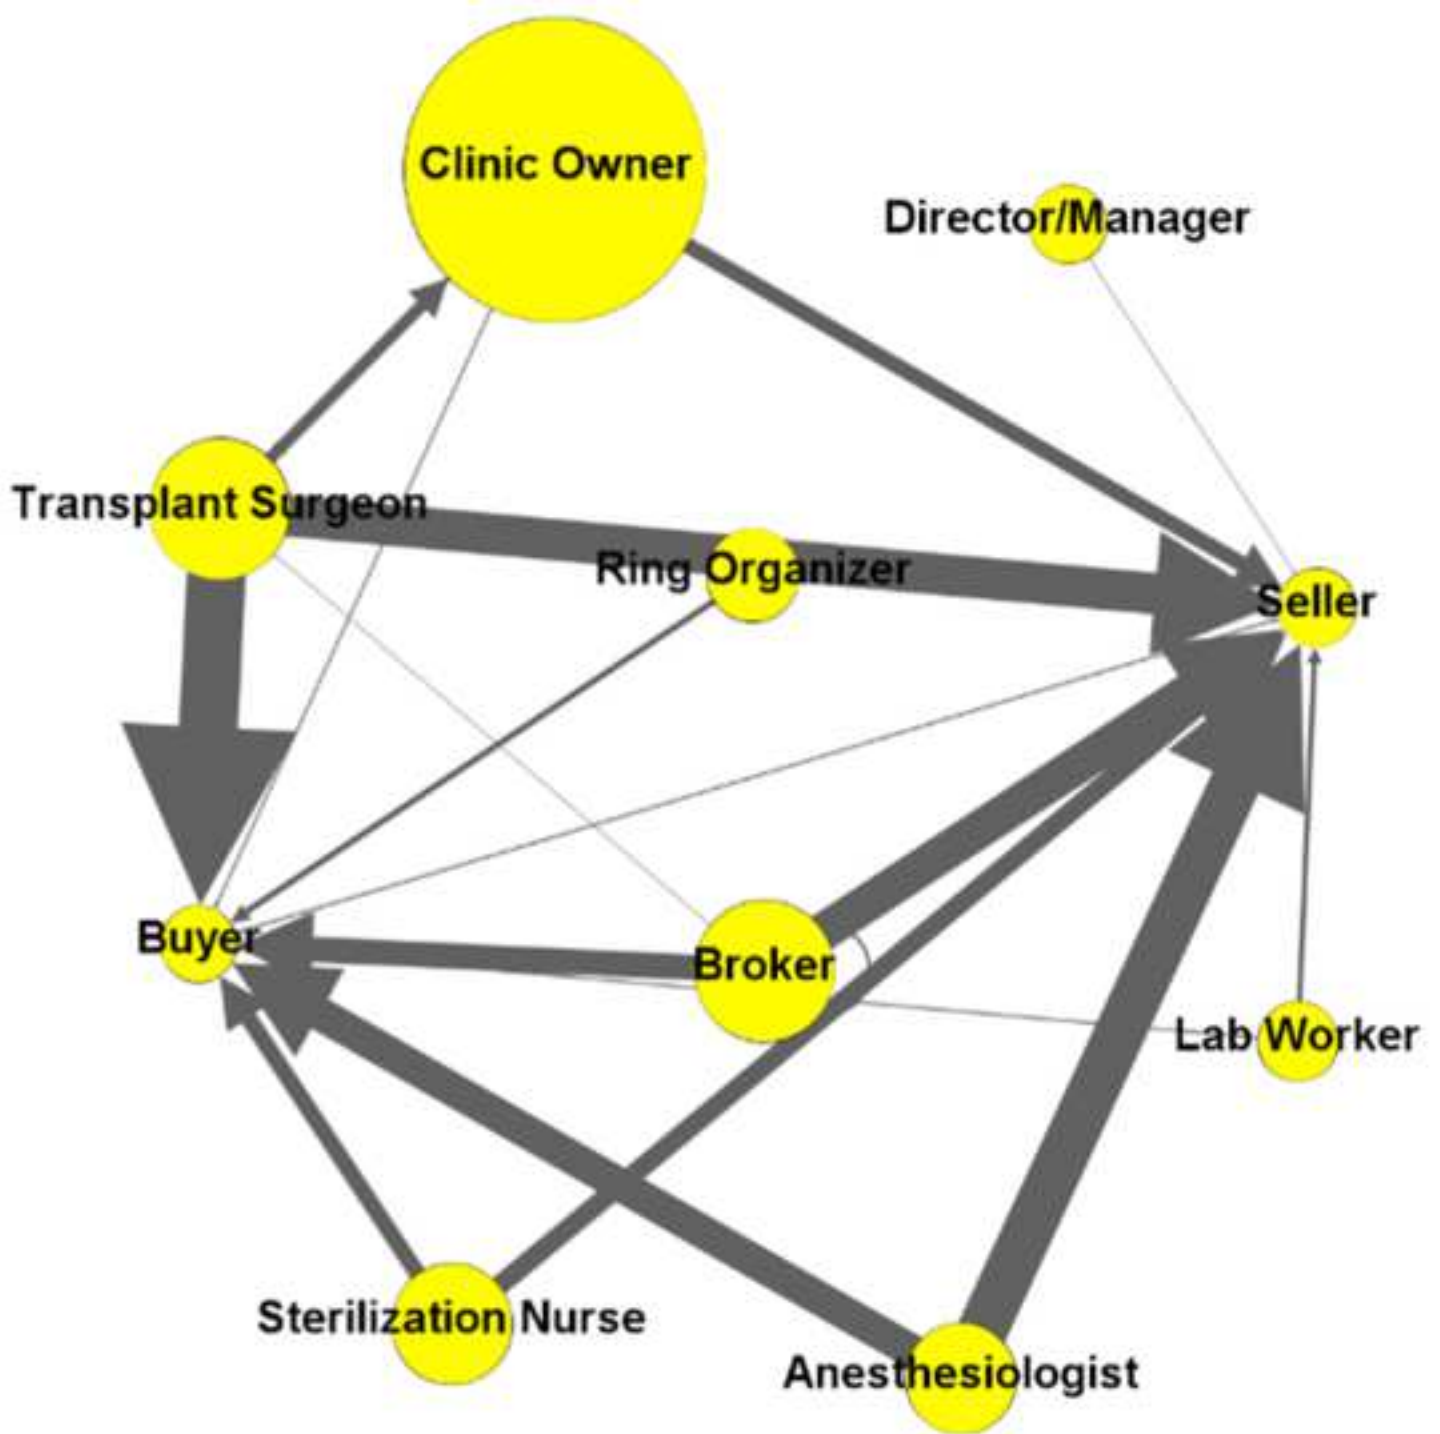 Clinic Owner
Director/Manager
Transplant Surgeon
Ring Organizer
Seller
Buyer
Broker
Lab Worker
Sterilization Nurse
Anesthesiologist